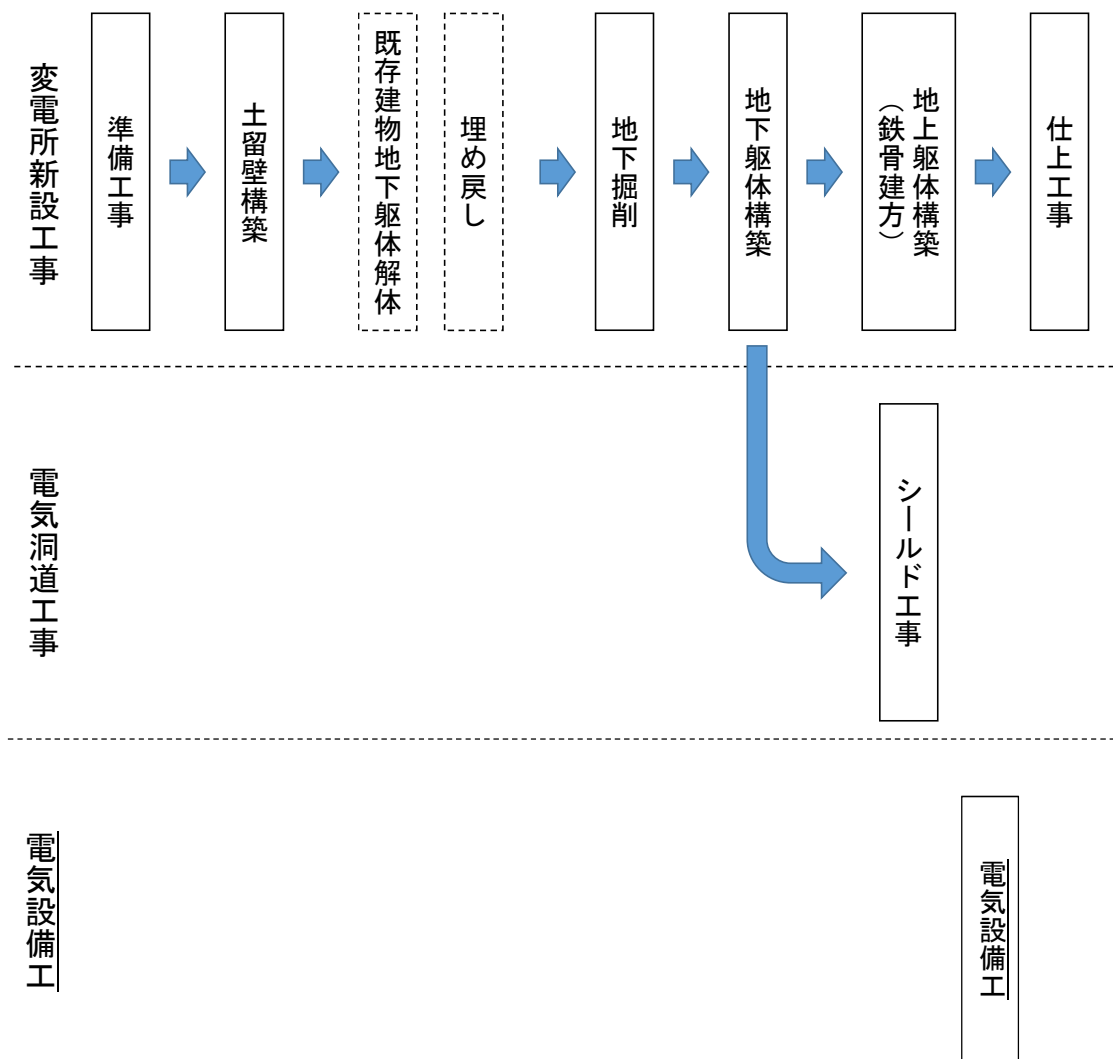 変電所新設工事
準備工事
土留壁構築
既存建物地下躯体解体
埋め戻し
地下掘削
地下躯体構築
地上躯体構築
（鉄骨建方）
仕上工事
電気洞道工事
シールド工事
電気設備工
電気設備工